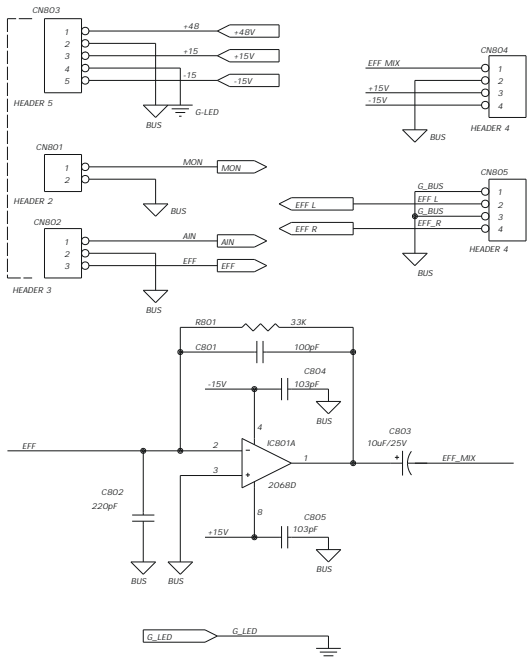 CN803
1 +48 +48V
2
3 +15 +15V
4
5 -15 -15V
HEADER 5
BUS
G-LED
CN804
EFF MIX 1
2
+15V 3
-15V 4
BUS
HEADER 4
CN801
1 MON MON
2
HEADER 2
BUS
CN805
G_BUS 1
EFF L EFF L 2
G_BUS 3
EFF R EFF_R 4
HEADER 4
BUS
CN802
1 AIN AIN
2
3 EFF EFF
HEADER 3
BUS
R801 33K
C801 100pF
C804
-15V 103pF
BUS
4
C803
10uF/25V
+
EFF 2 - IC801A
1 EFF_MIX
3 +
2068D
C802
220pF
8
C805
+15V 103pF
BUS
BUS BUS
G_LED G_LED